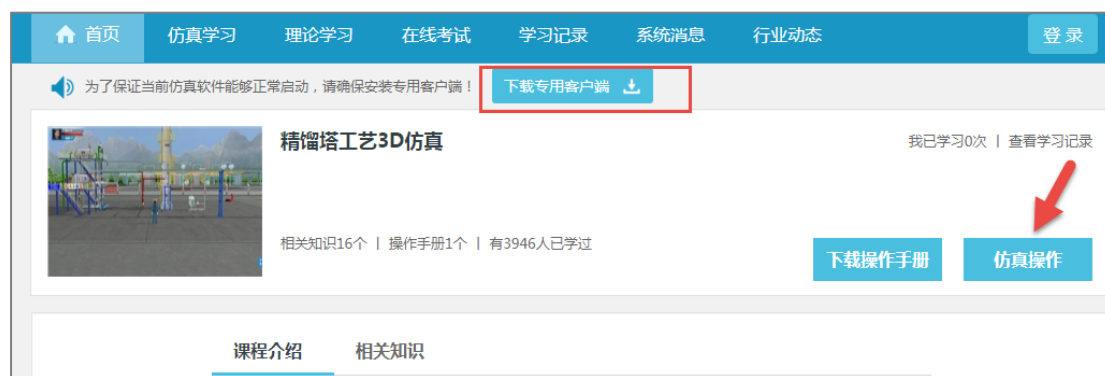 首页 仿真学习 理论学习 在线考试 学习记录 系统消息 行业动态 登录
为了保证当前仿真软件能够正常启动，请确保安装专用客户端！ 下载专用客户端
精馏塔工艺3D仿真
我已学习0次 | 查看学习记录
相关知识16个 | 操作手册1个 | 有3946人已学过
下载操作手册 仿真操作
课程介绍 相关知识